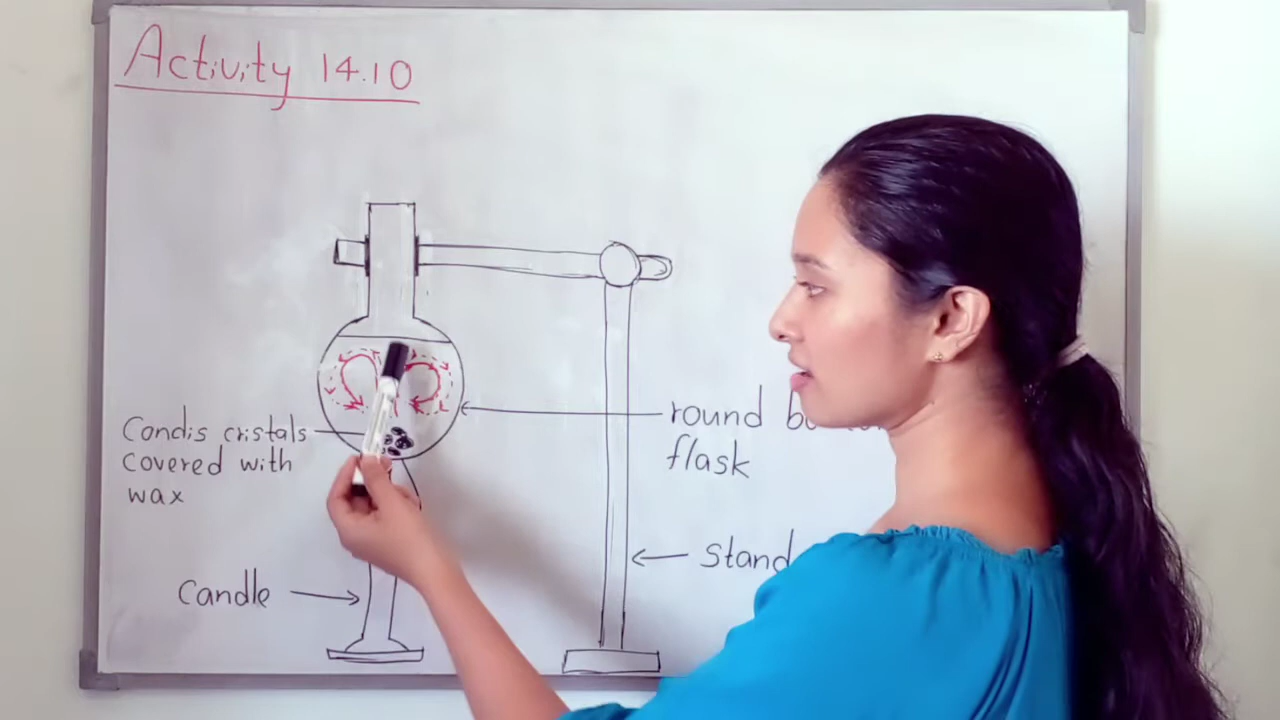 Activity 14.10
Condis cristals
covered with
wax
round
flask
Stand
Candle